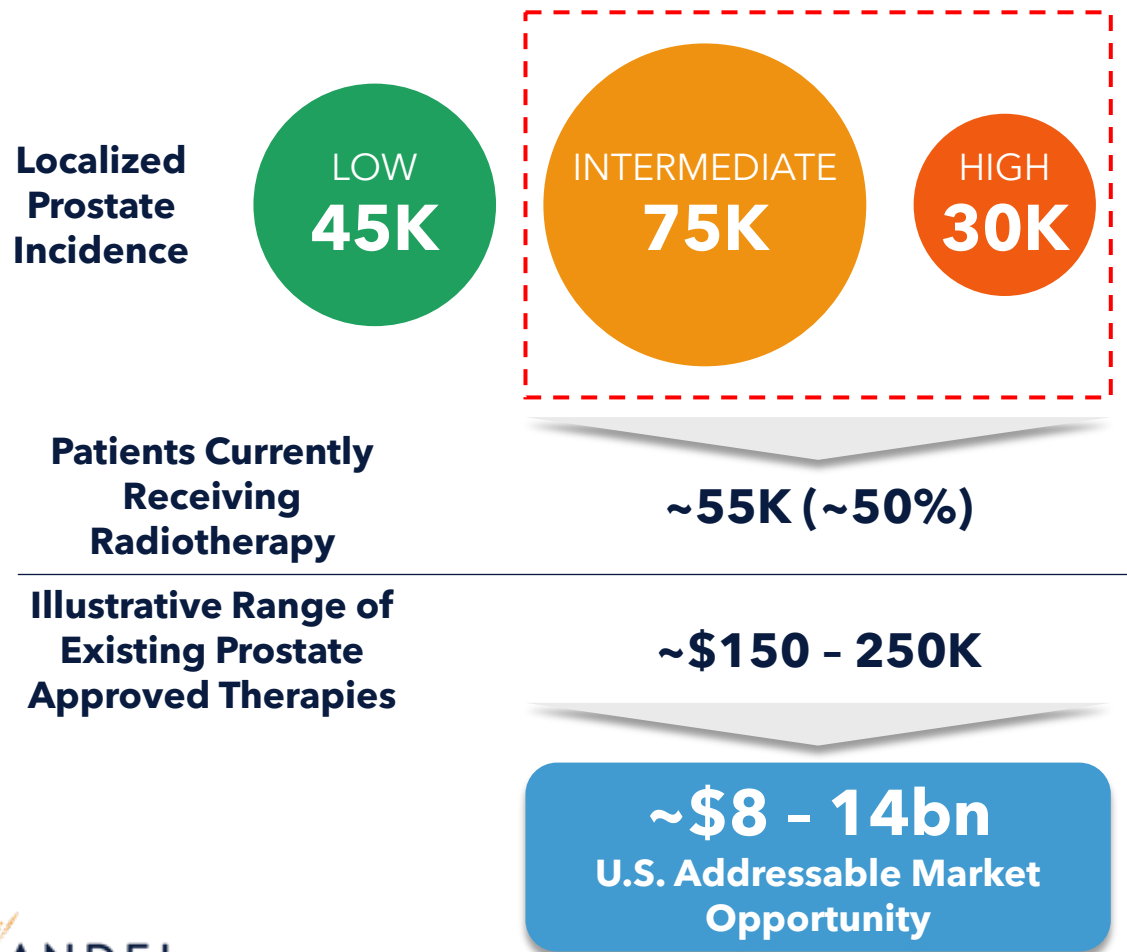 Localized
Prostate
Incidence
LOW
45K
INTERMEDIATE
75K
HIGH
30K
Patients Currently
Receiving
Radiotherapy
~55K (~50%)
Illustrative Range of
Existing Prostate
Approved Therapies
~$150 – 250K
~$8 – 14bn
U.S. Addressable Market
Opportunity